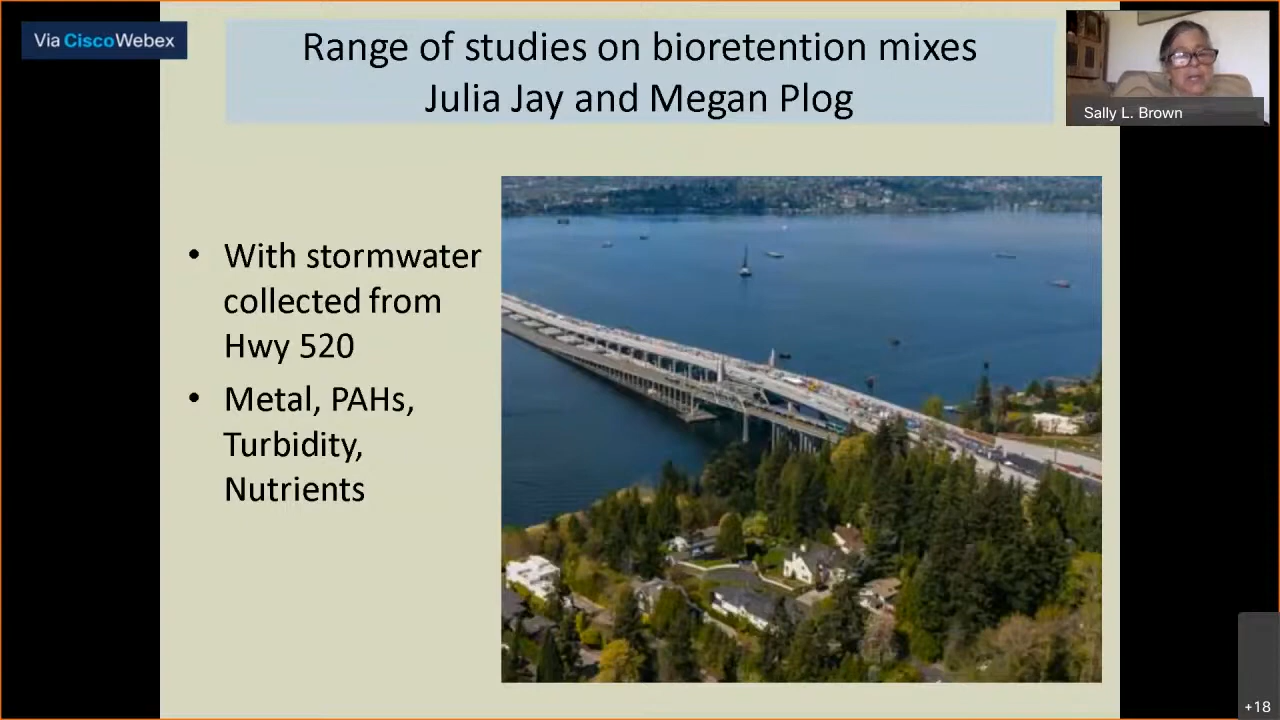 Via CiscoWebex
Range of studies on bioretention mixes
Julia Jay and Megan Plog
Sally L. Brown
• With stormwater
collected from
Hwy 520
• Metal, PAHs,
Turbidity,
Nutrients
+18